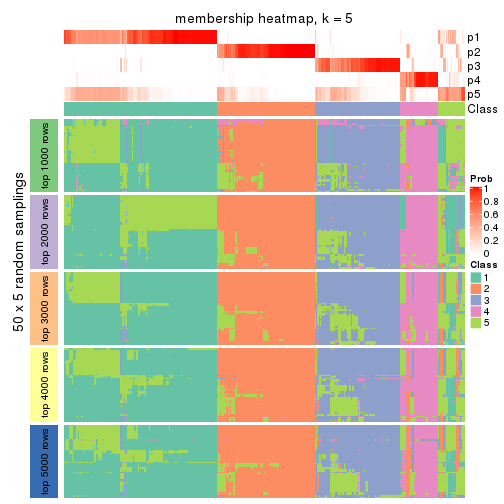 membership heatmap, k = 5
p1
p2
p3
p4
p5
Class
50 x 5 random samplings
top 1000 rows
top 2000 rows
top 3000 rows
top 4000 rows
top 5000 rows
Prob
1
0.8
0.6
0.4
0.2
0
Class
1
2
3
4
5